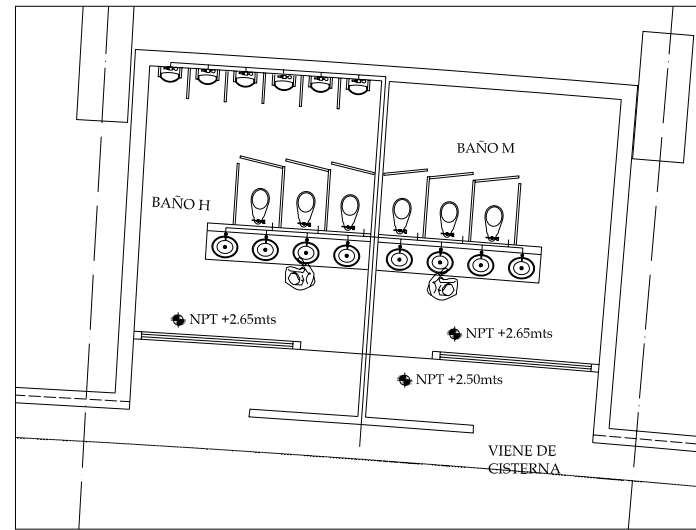 BAÑO M
BAÑO H
NPT +2.65mts
NPT +2.65mts
NPT +2.50mts
VIENE DE
CISTERNA